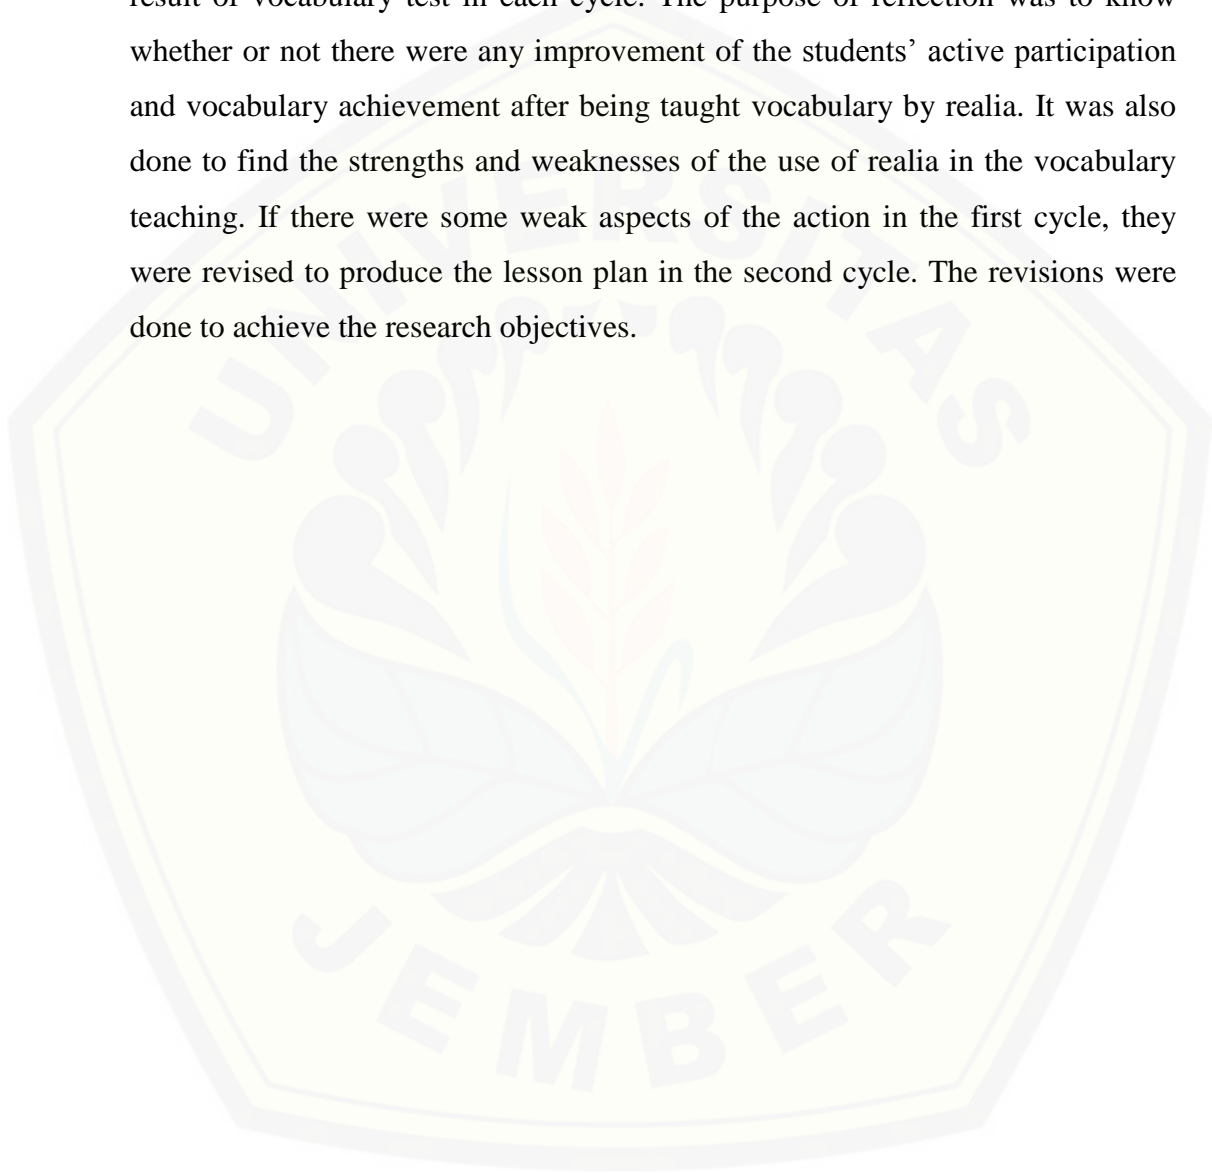 result of vocabulary test in each cycle. The purpose of reflection was to know
whether or not there were any improvement of the students’ active participation
and vocabulary achievement after being taught vocabulary by realia. It was also
done to find the strengths and weaknesses of the use of realia in the vocabulary
teaching. If there were some weak aspects of the action in the first cycle, they
were revised to produce the lesson plan in the second cycle. The revisions were
done to achieve the research objectives.
UNIVERSITAS
JEMBER